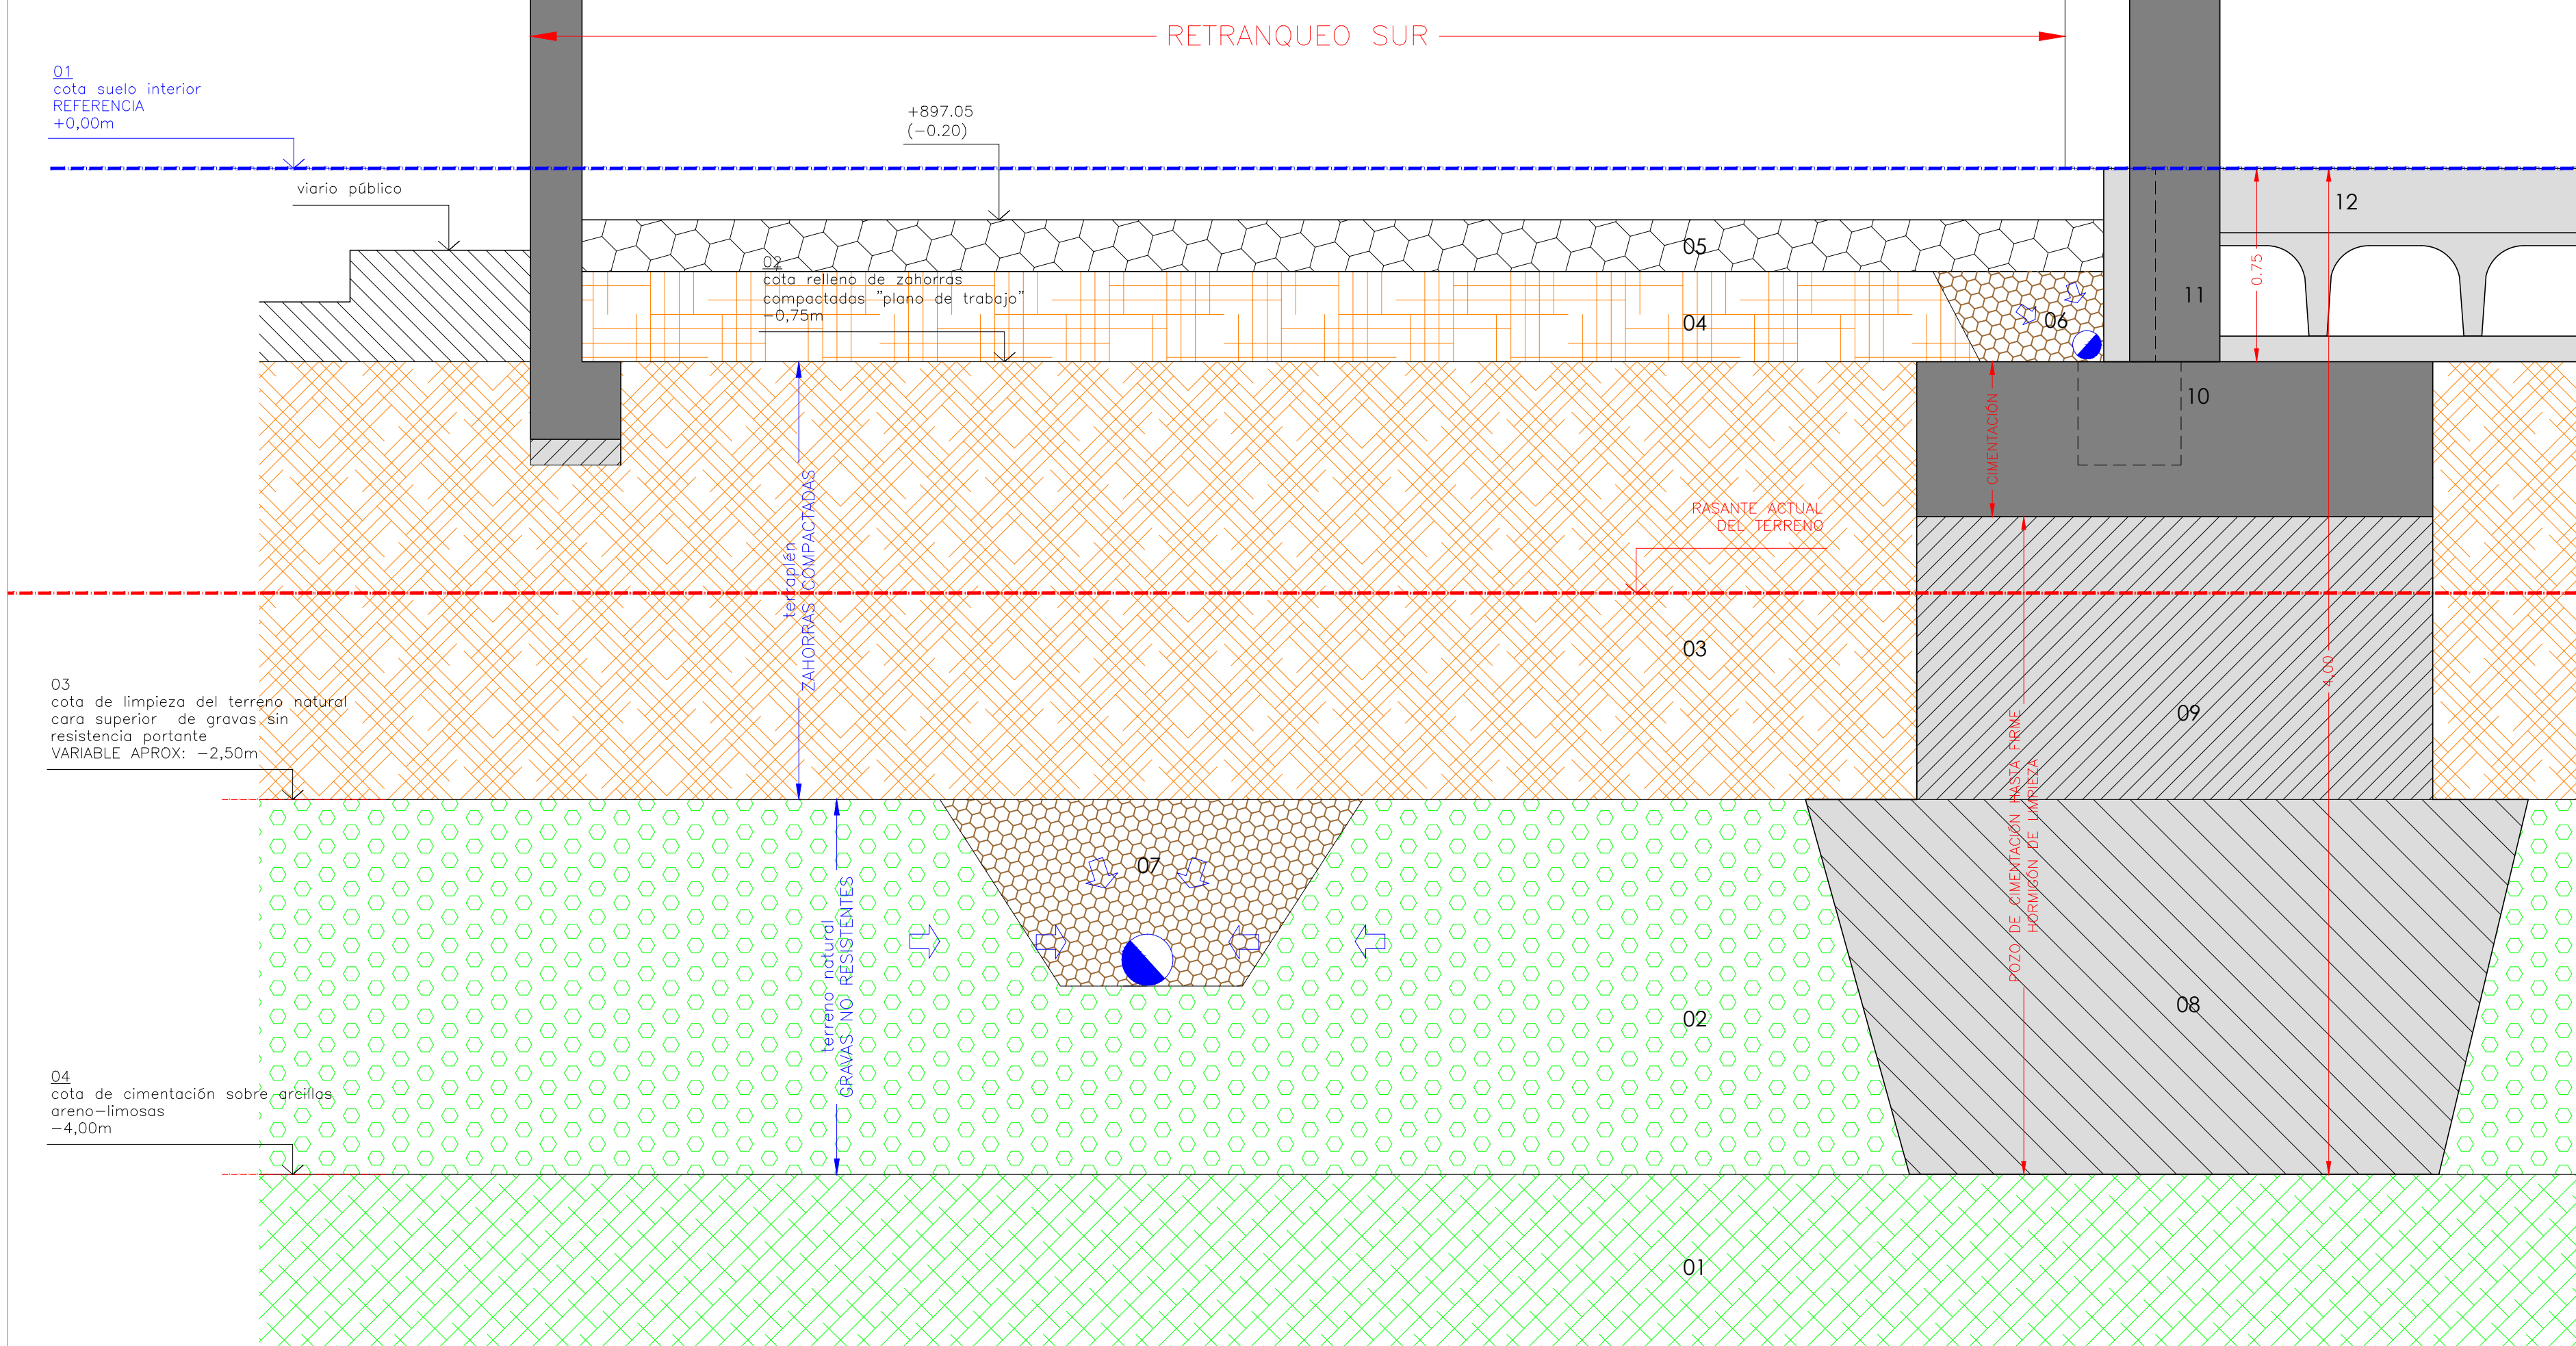 RETRANQUEO SUR
01
cota suelo interior
REFERENCIA
+0,00m
+897.05
(-0.20)
viario público
12
05
02
cota relleno de zahorras
compactadas "plano de trabajo"
-0,75m
04
06
11
0.75
10
CIMENTACIÓN
terraplén
ZAHORRAS COMPACTADAS
RASANTE ACTUAL
DEL TERRENO
03
4,00
03
cota de limpieza del terreno natural
cara superior de gravas sin
resistencia portante
VARIABLE APROX: -2,50m
09
POZO DE CIMENTACIÓN HASTA FIRME
HORMIGÓN DE LIMPIEZA
07
terreno natural
GRAVAS NO RESISTENTES
02
08
04
cota de cimentación sobre arcillas
areno-limosas
-4,00m
01